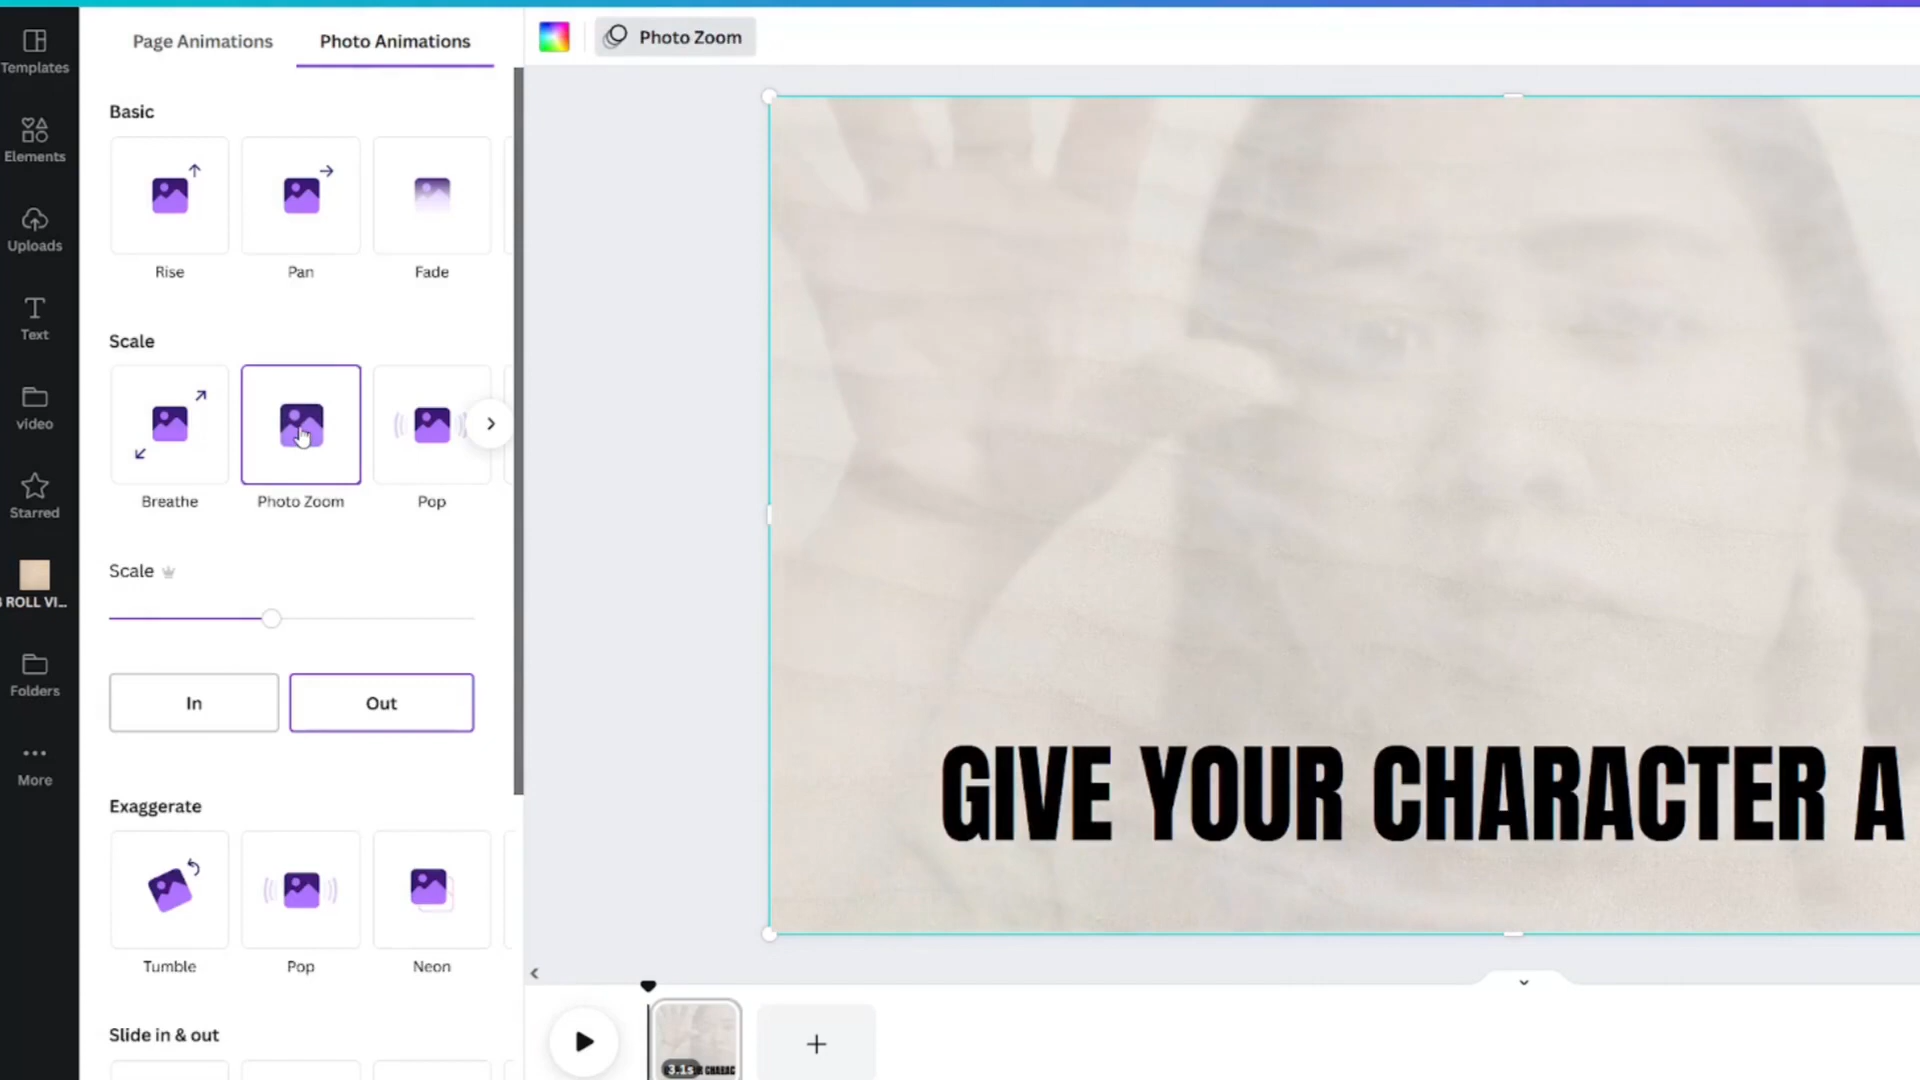 Templates
Elements
Uploads
Text
video
Starred
ROLL VI...
Folders
More
Page Animations
Photo Animations
Basic
Rise
Pan
Fade
Scale
Breathe
Photo Zoom
Pop
Scale
In
Out
Exaggerate
Tumble
Pop
Neon
Slide in & out
Photo Zoom
GIVE YOUR CHARACTER A
3.1s